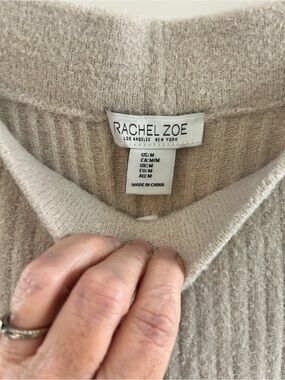 RACHEL ZOE
LOS ANGELES NEW YORK
US:M
CA:M/M
UK:M
EU:M
AU:M
MADE IN CHINA